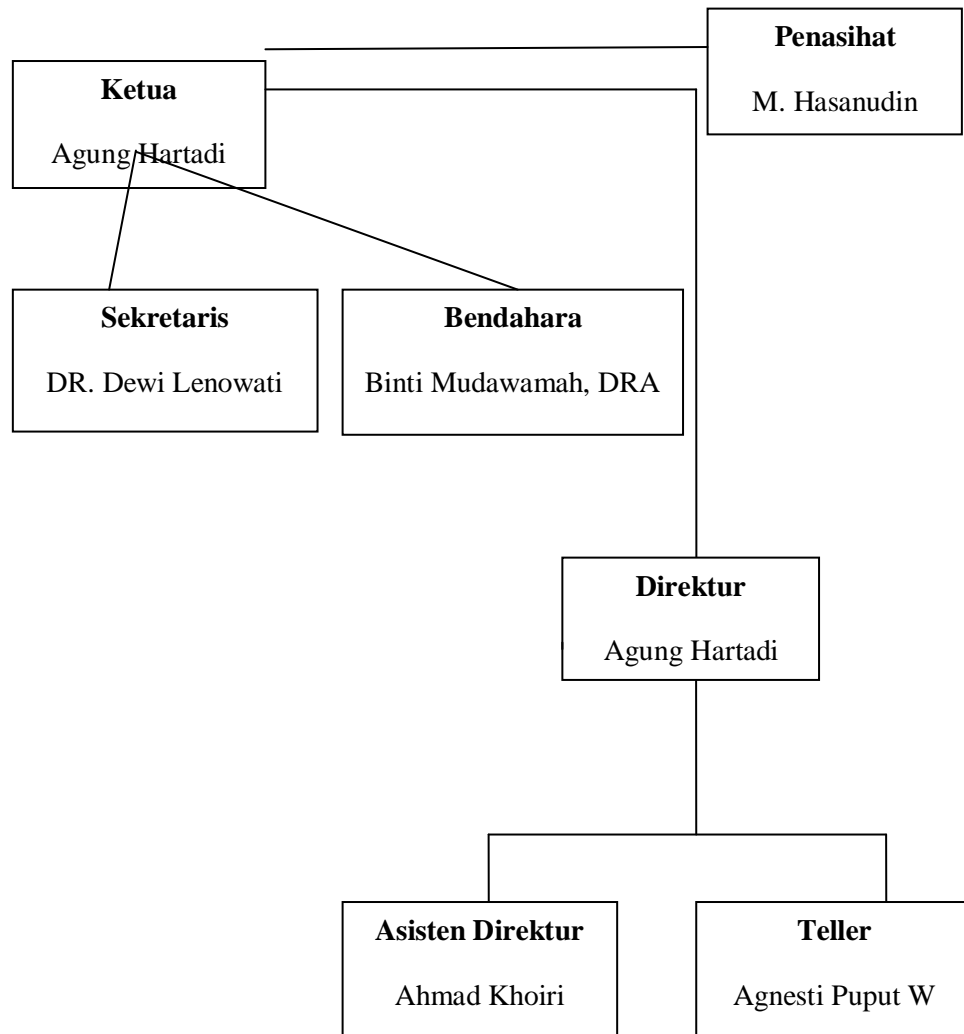 Penasihat
M. Hasanudin
Ketua
Agung Hartadi
Sekretaris
DR. Dewi Lenowati
Bendahara
Binti Mudawamah, DRA
Direktur
Agung Hartadi
Asisten Direktur
Ahmad Khoiri
Teller
Agnesti Puput W